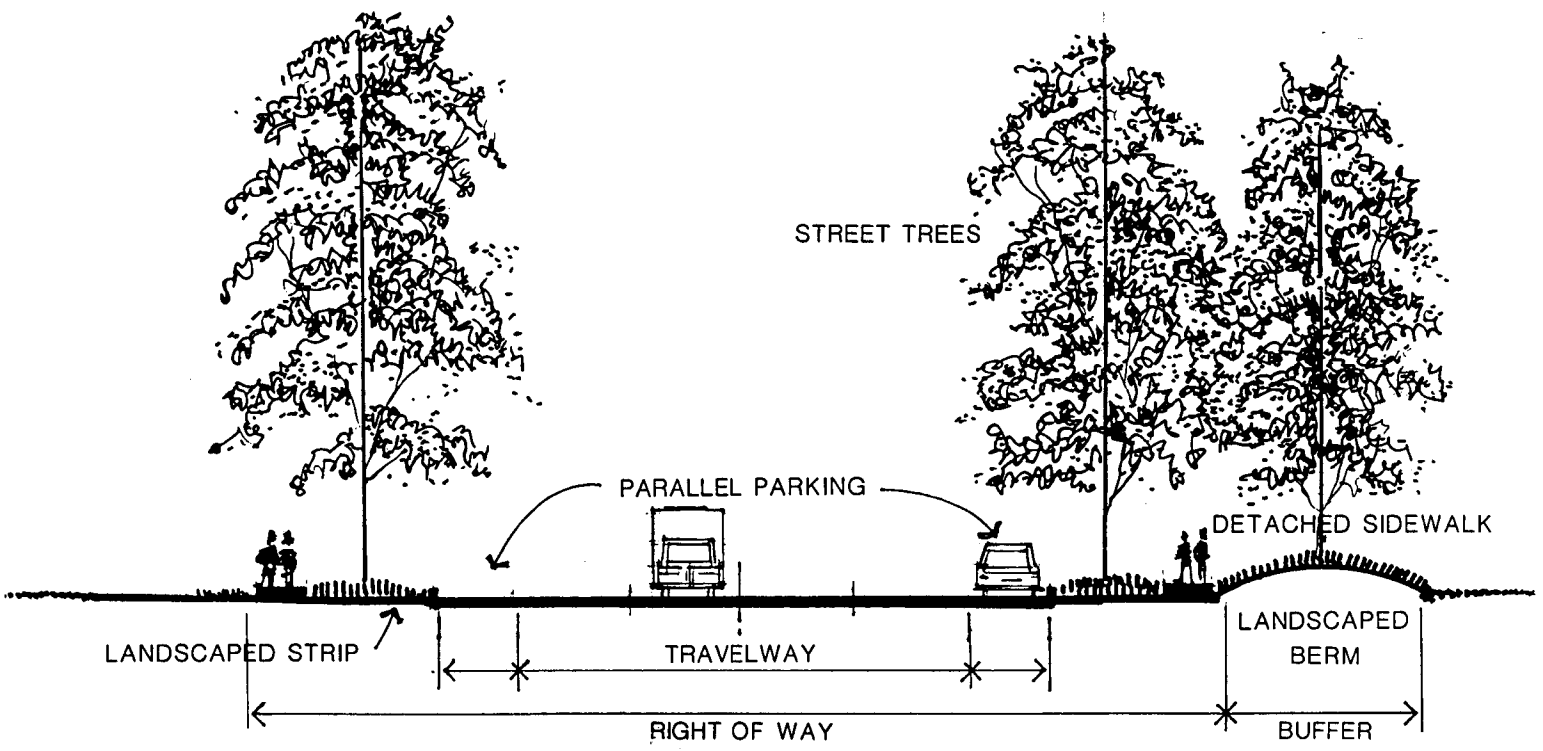 STREET TREES
PARALLEL PARKING
DETACHED SIDEWALK
LANDSCAPED STRIP
TRAVELWAY
LANDSCAPED
BERM
RIGHT OF WAY
BUFFER